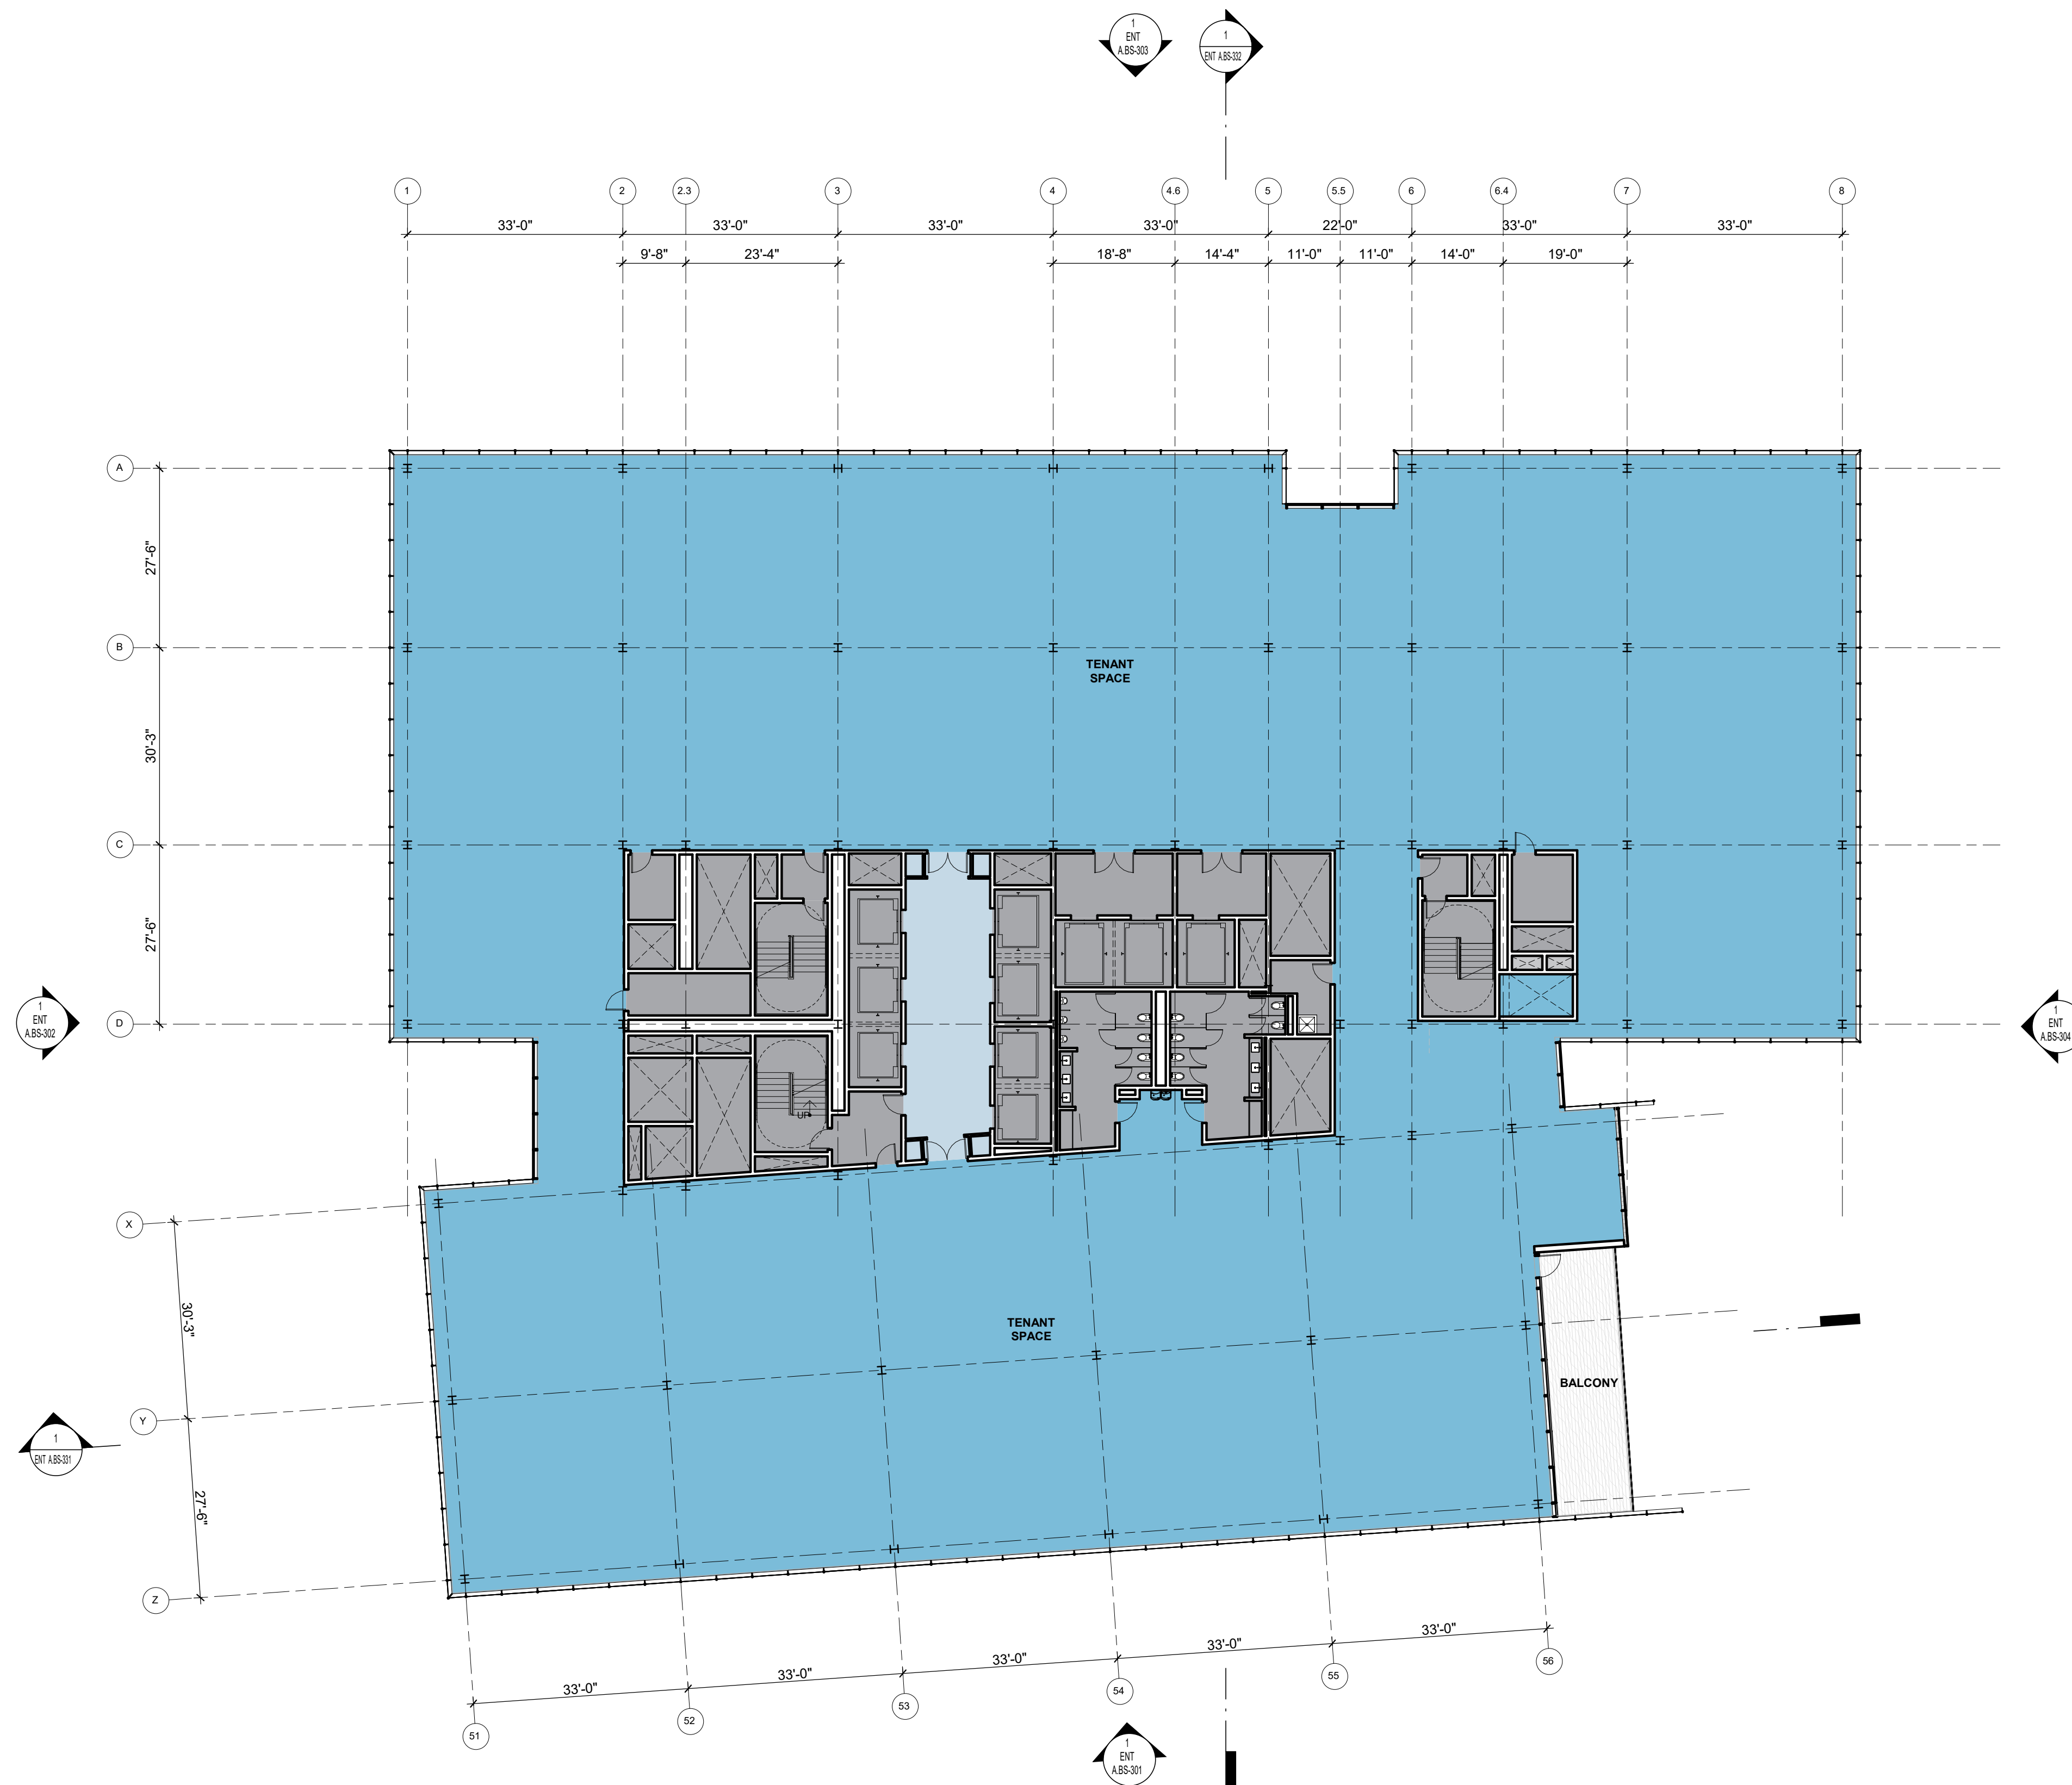 1
ENT
A.BS-303
1
ENT A.BS-332
1
2
2.3
3
4
4.6
5
5.5
6
6.4
7
8
33'-0"
33'-0"
33'-0"
33'-0"
22'-0"
33'-0"
33'-0"
9'-8"
23'-4"
18'-8"
14'-4"
11'-0"
11'-0"
14'-0"
19'-0"
A
27'-6"
B
TENANT
SPACE
30'-3"
C
27'-6"
1
ENT
A.BS-302
D
1
ENT
A.BS-304
UP
X
30'-3"
TENANT
SPACE
BALCONY
Y
1
ENT A.BS-331
27'-6"
Z
33'-0"
33'-0"
33'-0"
33'-0"
33'-0"
51
52
53
54
55
56
1
ENT
A.BS-301